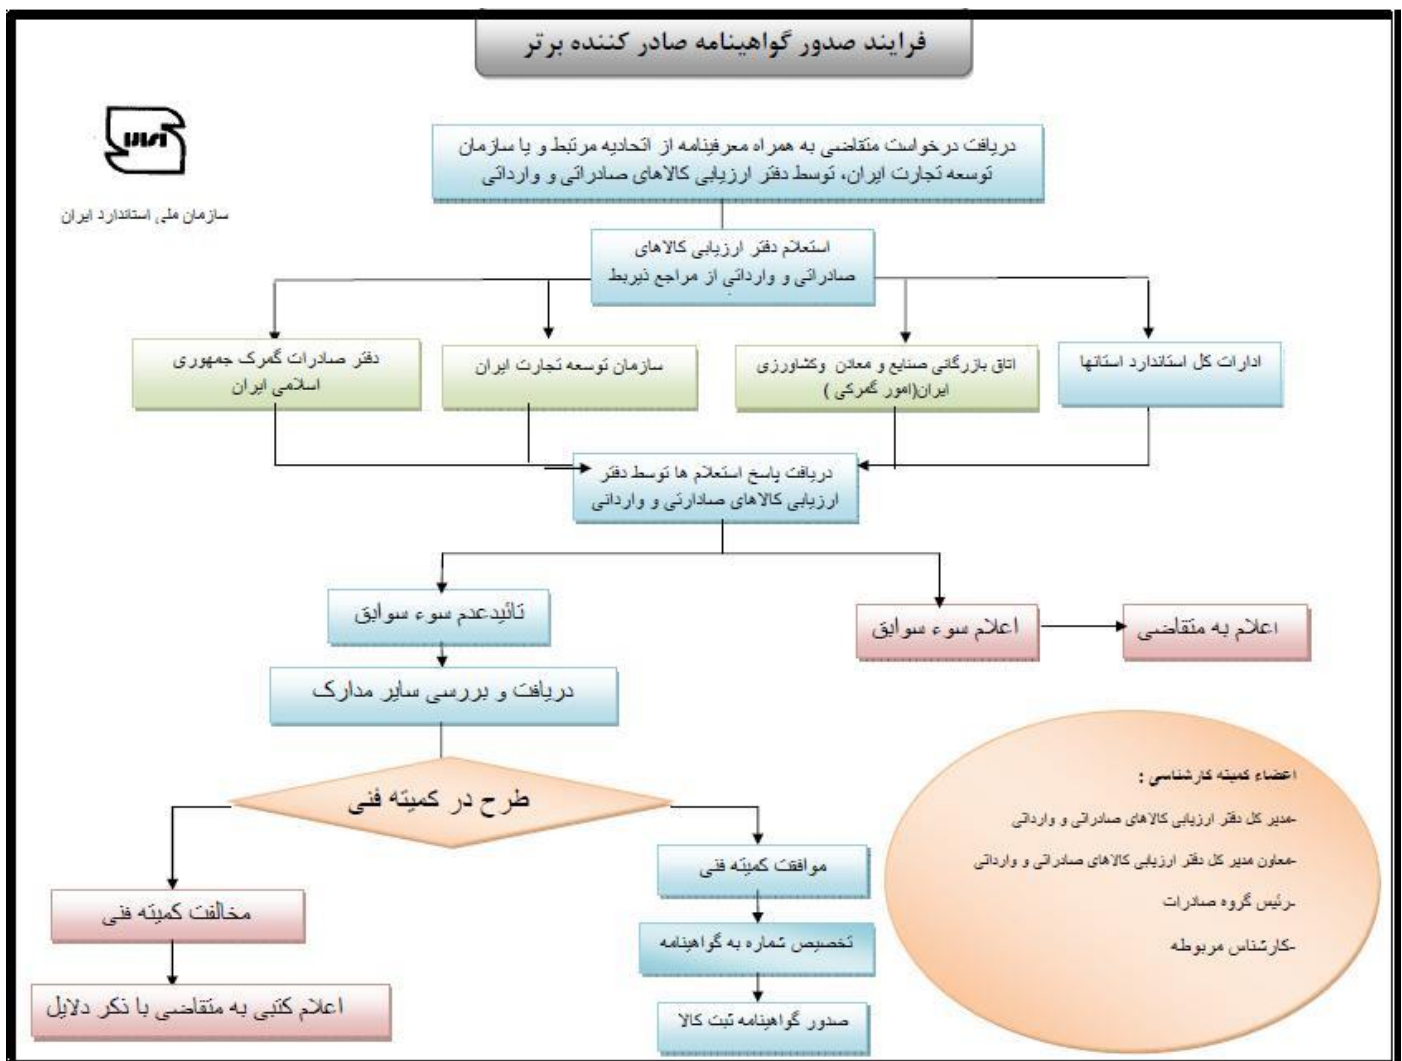 فرایند صدور گواهینامه صادر کننده برتر
سازمان ملی استاندارد ایران
دریافت درخواست متقاضی به همراه معرفینامه از اتحادیه مرتبط و یا سازمان
توسعه تجارت ایران، توسط دفتر ارزیابی کالاهای صادراتی و وارداتی
استعلام دفتر ارزیابی کالاهای
صادراتی و وارداتی از مراجع ذیربط
ادارات کل استاندارد استانها
اتاق بازرگانی صنایع و معادن وکشاورزی
ایران(امور گمرکی )
سازمان توسعه تجارت ایران
دفتر صادرات گمرک جمهوری
اسلامی ایران
دریافت پاسخ استعلام ها توسط دفتر
ارزیابی کالاهای صادارتی و وارداتی
تائیدعدم سوء سوابق
اعلام سوء سوابق
اعلام به متقاضی
دریافت و بررسی سایر مدارک
طرح در کمیته فنی
موافقت کمیته فنی
تخصیص شماره به گواهینامه
صدور گواهینامه ثبت کالا
مخالفت کمیته فنی
اعلام کتبی به متقاضی با ذکر دلایل
اعضاء کمیته کارشناسی :
-مدیر کل دفتر ارزیابی کالاهای صادراتی و وارداتی
-معاون مدیر کل دفتر ارزیابی کالاهای صادراتی و وارداتی
-رئیس گروه صادرات
-کارشناس مربوطه